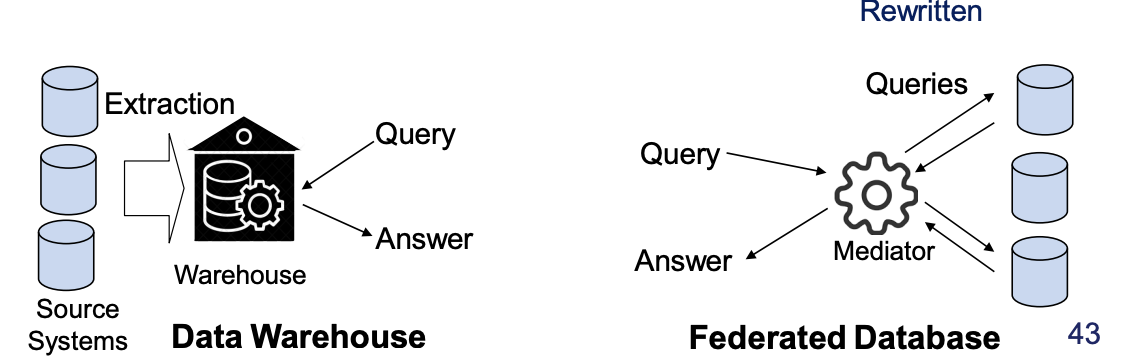 Rewritten
Extraction
Query
Answer
Warehouse
Source
Systems
Data Warehouse
Queries
Query
Answer
Mediator
Federated Database
43